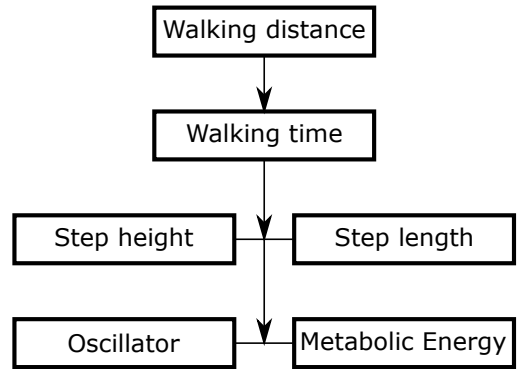 Walking distance
Walking time
Step height
Step length
Oscillator
Metabolic Energy